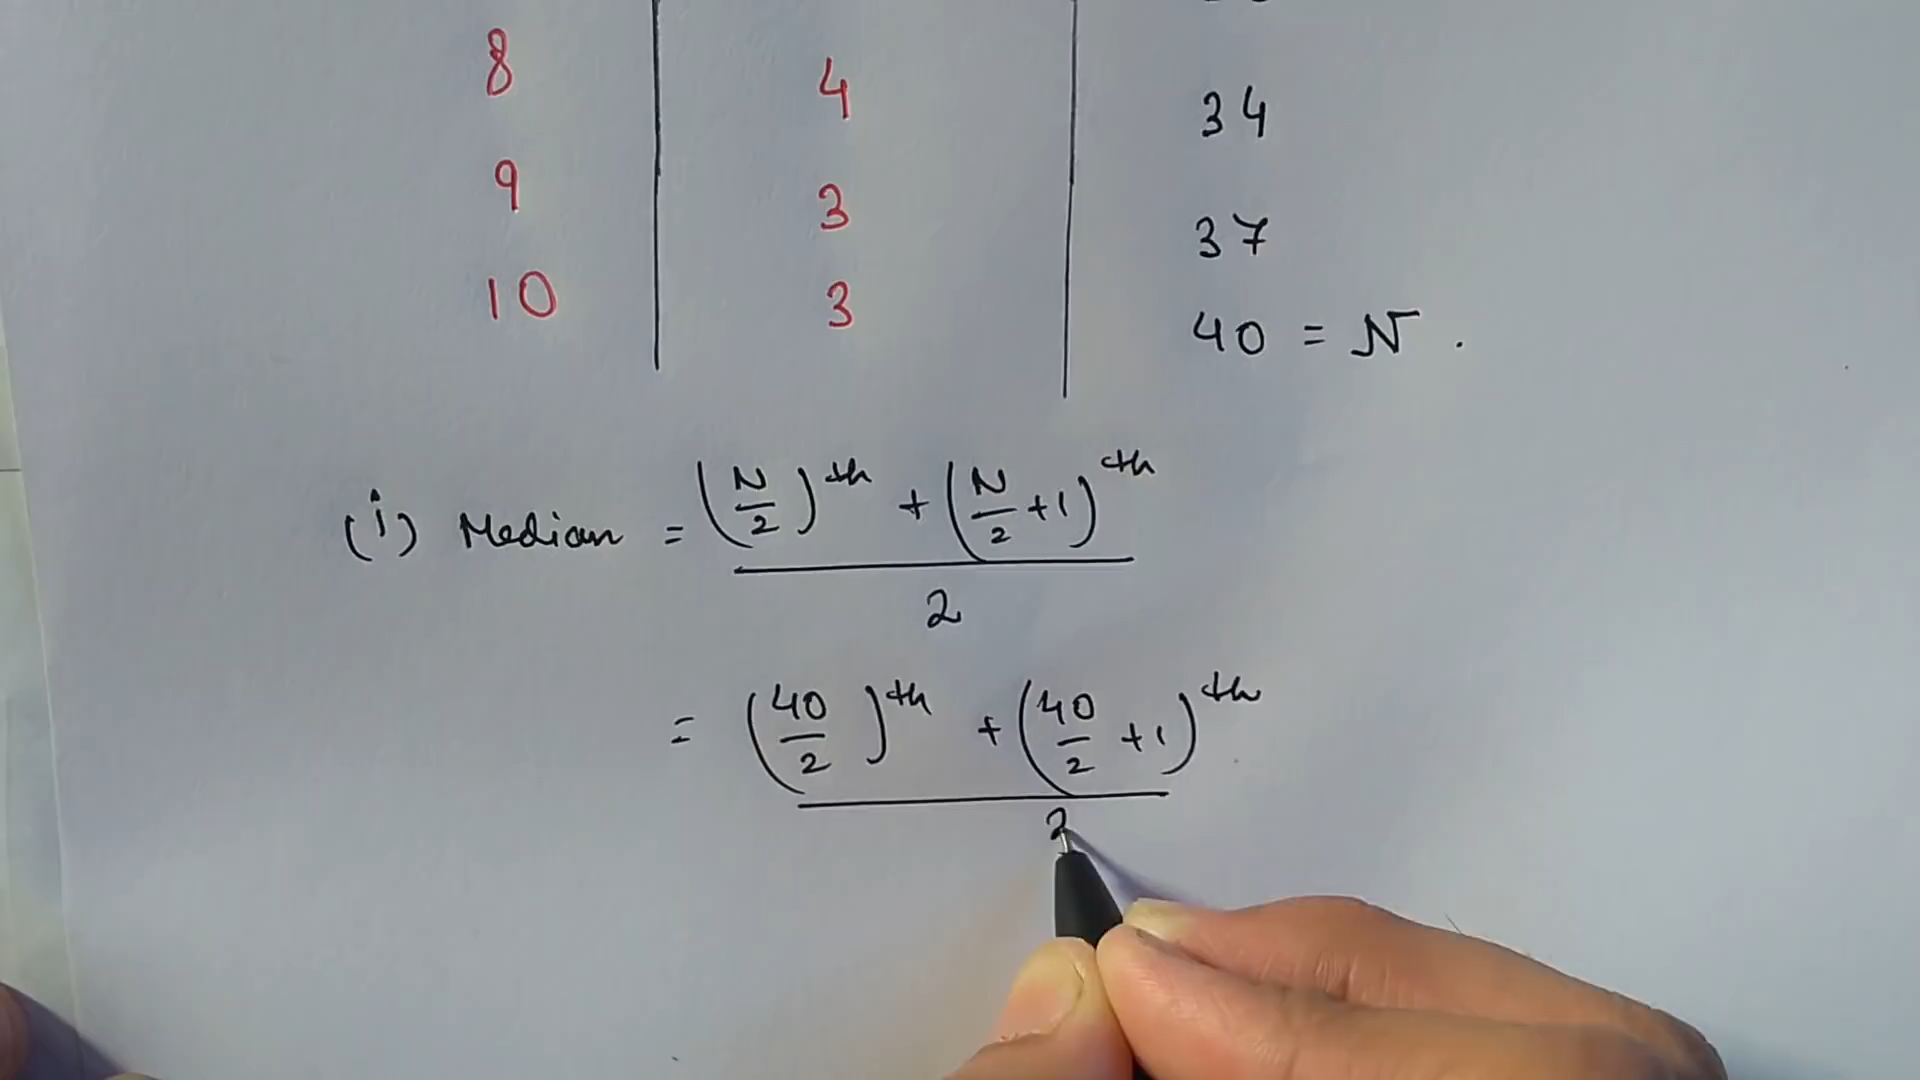 8 4 34
9 3 37
10 3 40 = N .
(i) Median = (N/2)th + (N/2 + 1)th
2
= (40/2)th + (40/2 + 1)th
2